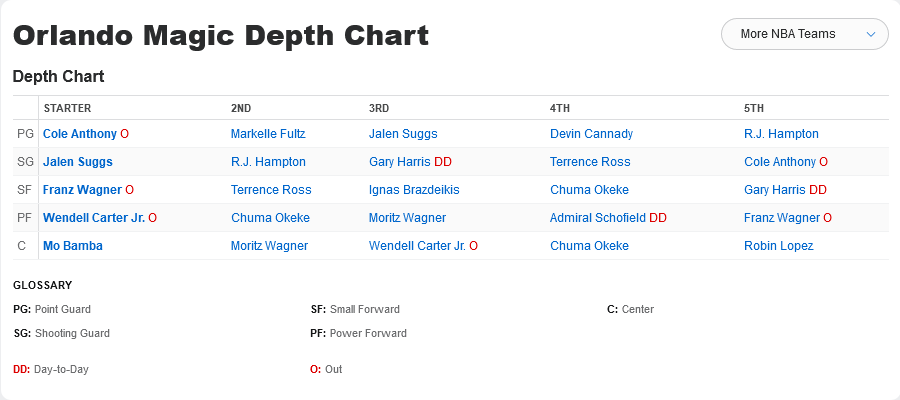 Orlando Magic Depth Chart
More NBA Teams
Depth Chart
STARTER 2ND 3RD 4TH 5TH
PG Cole Anthony O Markelle Fultz Jalen Suggs Devin Cannady R.J. Hampton
SG Jalen Suggs R.J. Hampton Gary Harris DD Terrence Ross Cole Anthony O
SF Franz Wagner O Terrence Ross Ignas Brazdeikis Chuma Okeke Gary Harris DD
PF Wendell Carter Jr. O Chuma Okeke Moritz Wagner Admiral Schofield DD Franz Wagner O
C Mo Bamba Moritz Wagner Wendell Carter Jr. O Chuma Okeke Robin Lopez
GLOSSARY
PG: Point Guard SF: Small Forward C: Center
SG: Shooting Guard PF: Power Forward
DD: Day-to-Day O: Out